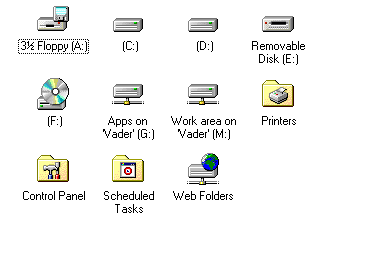 3½ Floppy (A:)
(C:)
(D:)
Removable
Disk (E:)
(F:)
Apps on
'Vader' (G:)
Work area on
'Vader' (M:)
Printers
Control Panel
Scheduled
Tasks
Web Folders